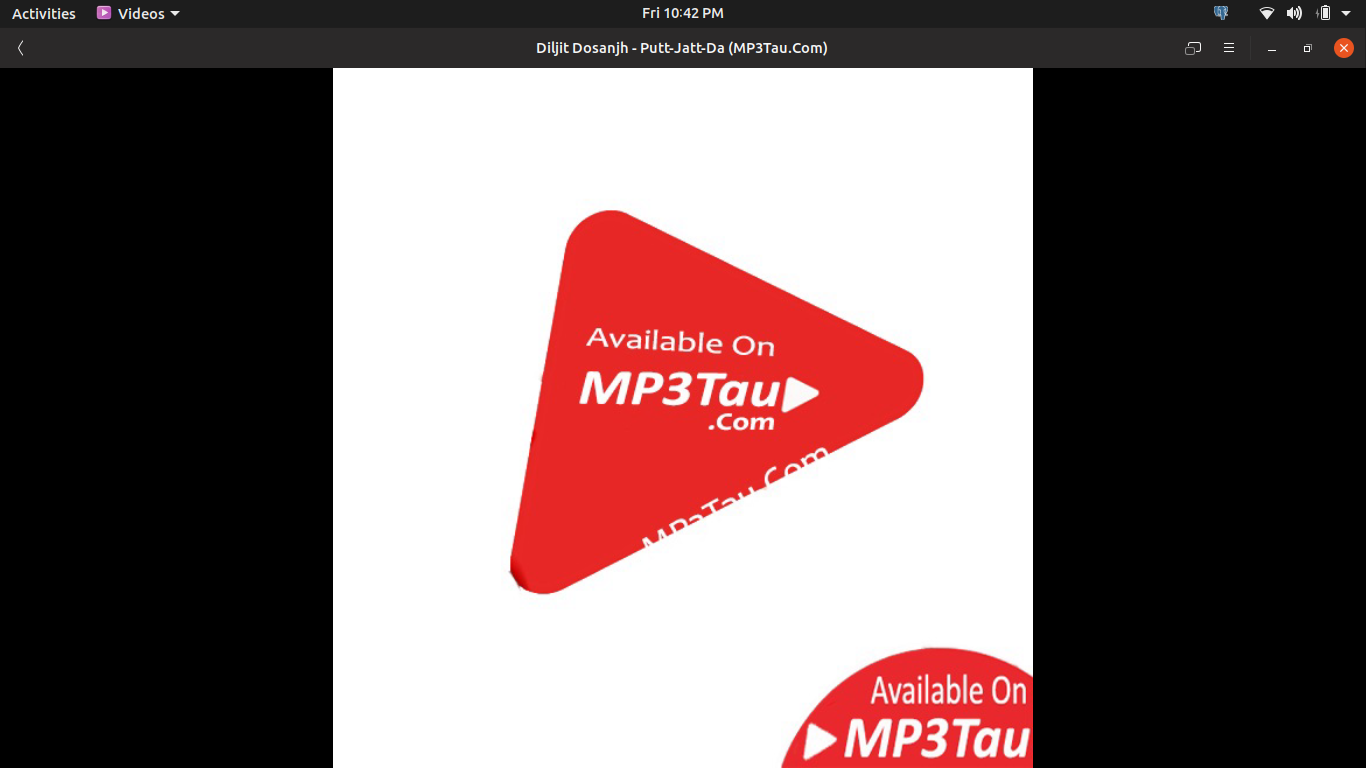 Activities Videos Fri 10:42 PM
Diljit Dosanjh - Putt-Jatt-Da (MP3Tau.Com)
Available On
MP3Tau
.Com
MPaTau.Com
Available On
MP3Tau